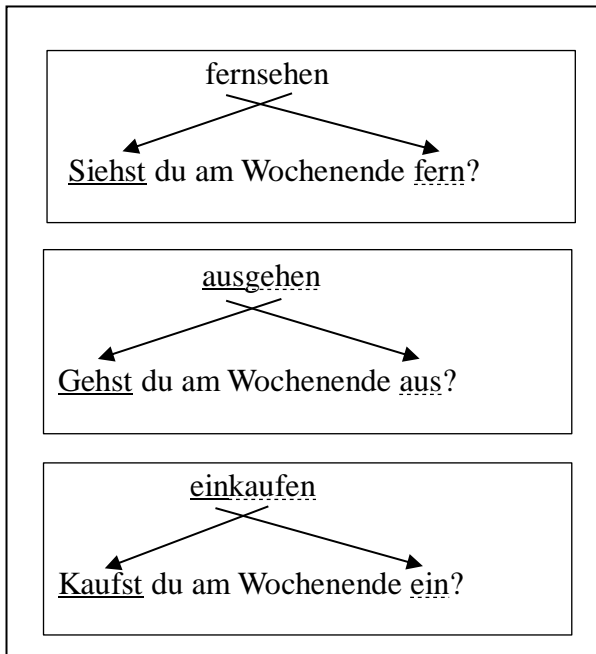 fernsehen
Siehst du am Wochenende fern?
ausgehen
Gehst du am Wochenende aus?
einkaufen
Kaufst du am Wochenende ein?